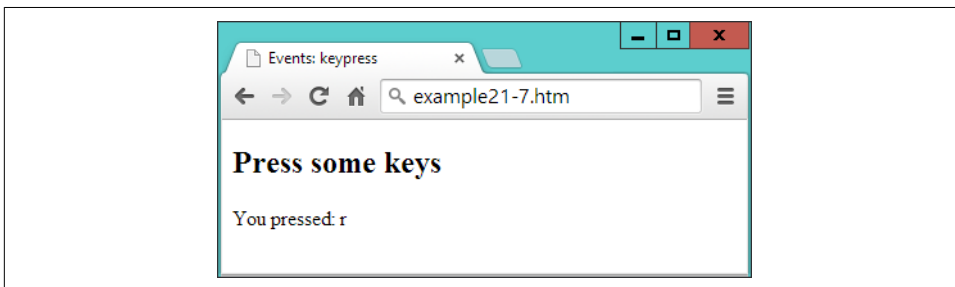 Events: keypress
example21-7.htm
Press some keys
You pressed: r